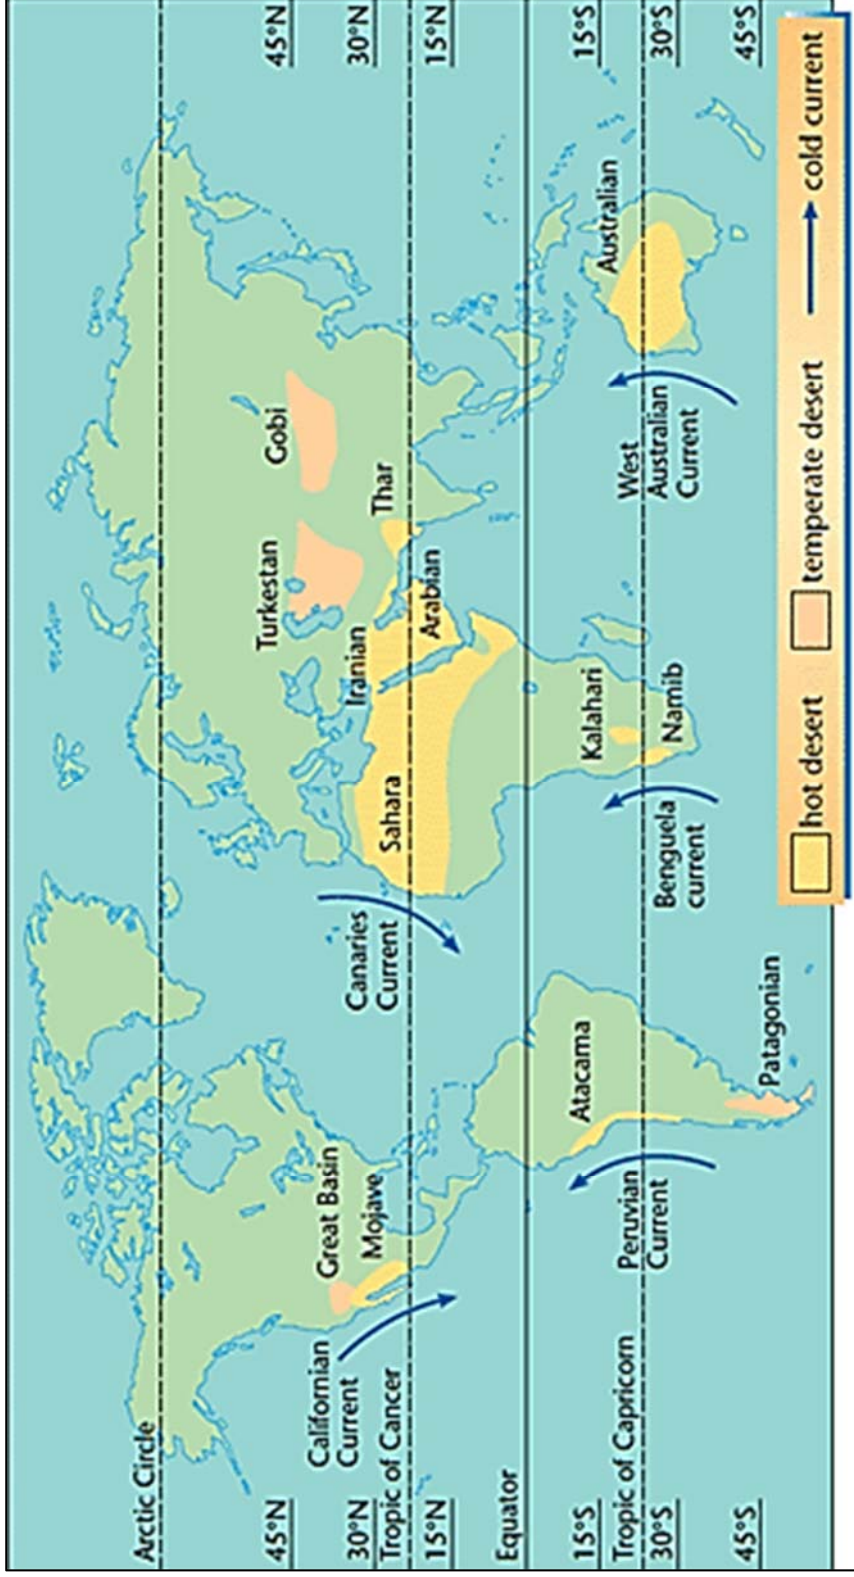 Arctic Circle
45°N
45°N
30°N
30°N
Tropic of Cancer
15°N
15°N
Equator
15°S
15°S
Tropic of Capricorn
30°S
30°S
45°S
45°S
Californian
Current
Great Basin
Mojave
Canaries
Current
Sahara
Iranian
Turkestan
Arabian
Thar
Gobi
Peruvian
Current
Atacama
Patagonian
Benguela
current
Kalahari
Namib
West
Australian
Current
Australian
hot desert
temperate desert
cold current